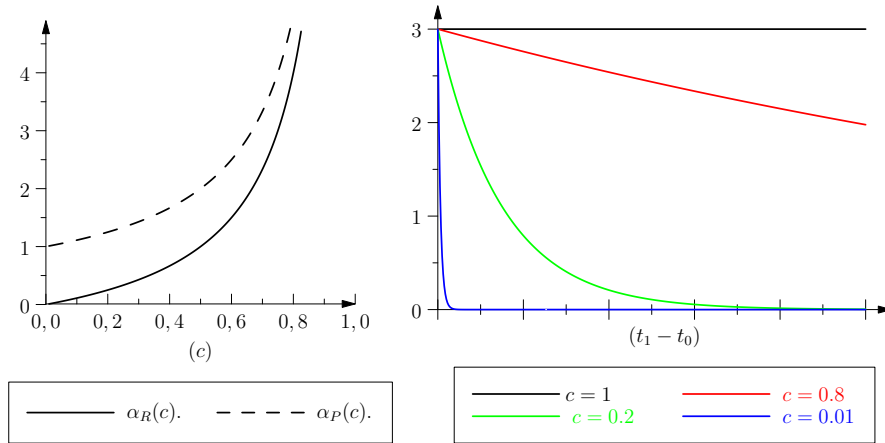 4
3
2
1
0
0, 0 0, 2 0, 4 0, 6 0, 8 1, 0
(c)
α_R(c). α_P(c).
3
2
1
0
(t_1 − t_0)
c = 1 c = 0.8
c = 0.2 c = 0.01